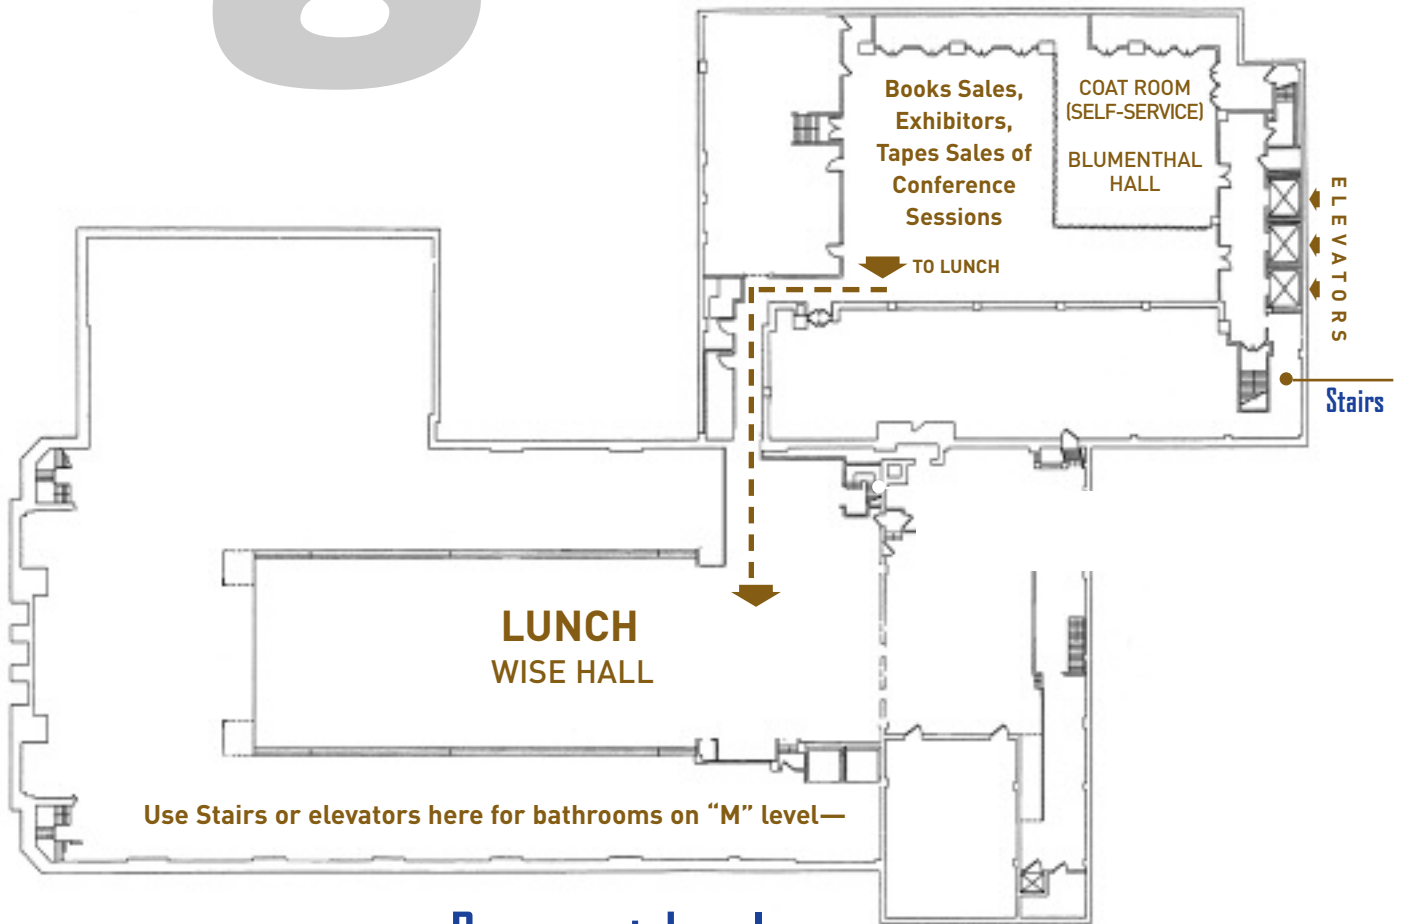 Books Sales,
Exhibitors,
Tapes Sales of
Conference
Sessions
COAT ROOM
(SELF-SERVICE)
BLUMENTHAL
HALL
ELEVATORS
TO LUNCH
Stairs
LUNCH
WISE HALL
Use Stairs or elevators here for bathrooms on “M” level—